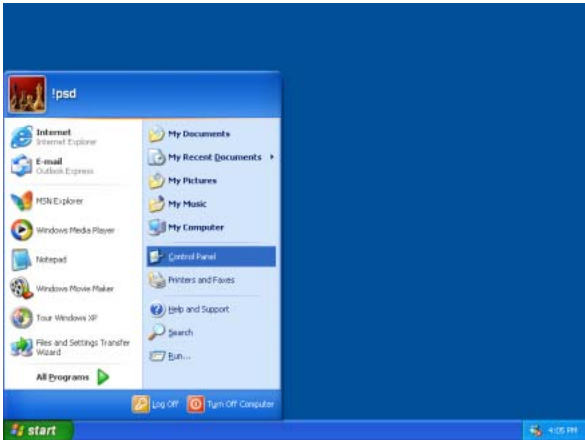 !psd
Internet
Internet Explorer
E-mail
Outlook Express
MSN Explorer
Windows Media Player
Notepad
Windows Movie Maker
Tour Windows XP
Files and Settings Transfer
Wizard
All Programs
My Documents
My Recent Documents
My Pictures
My Music
My Computer
Control Panel
Printers and Faxes
Help and Support
Search
Run...
Log Off
Turn Off Computer
start
4:05 PM